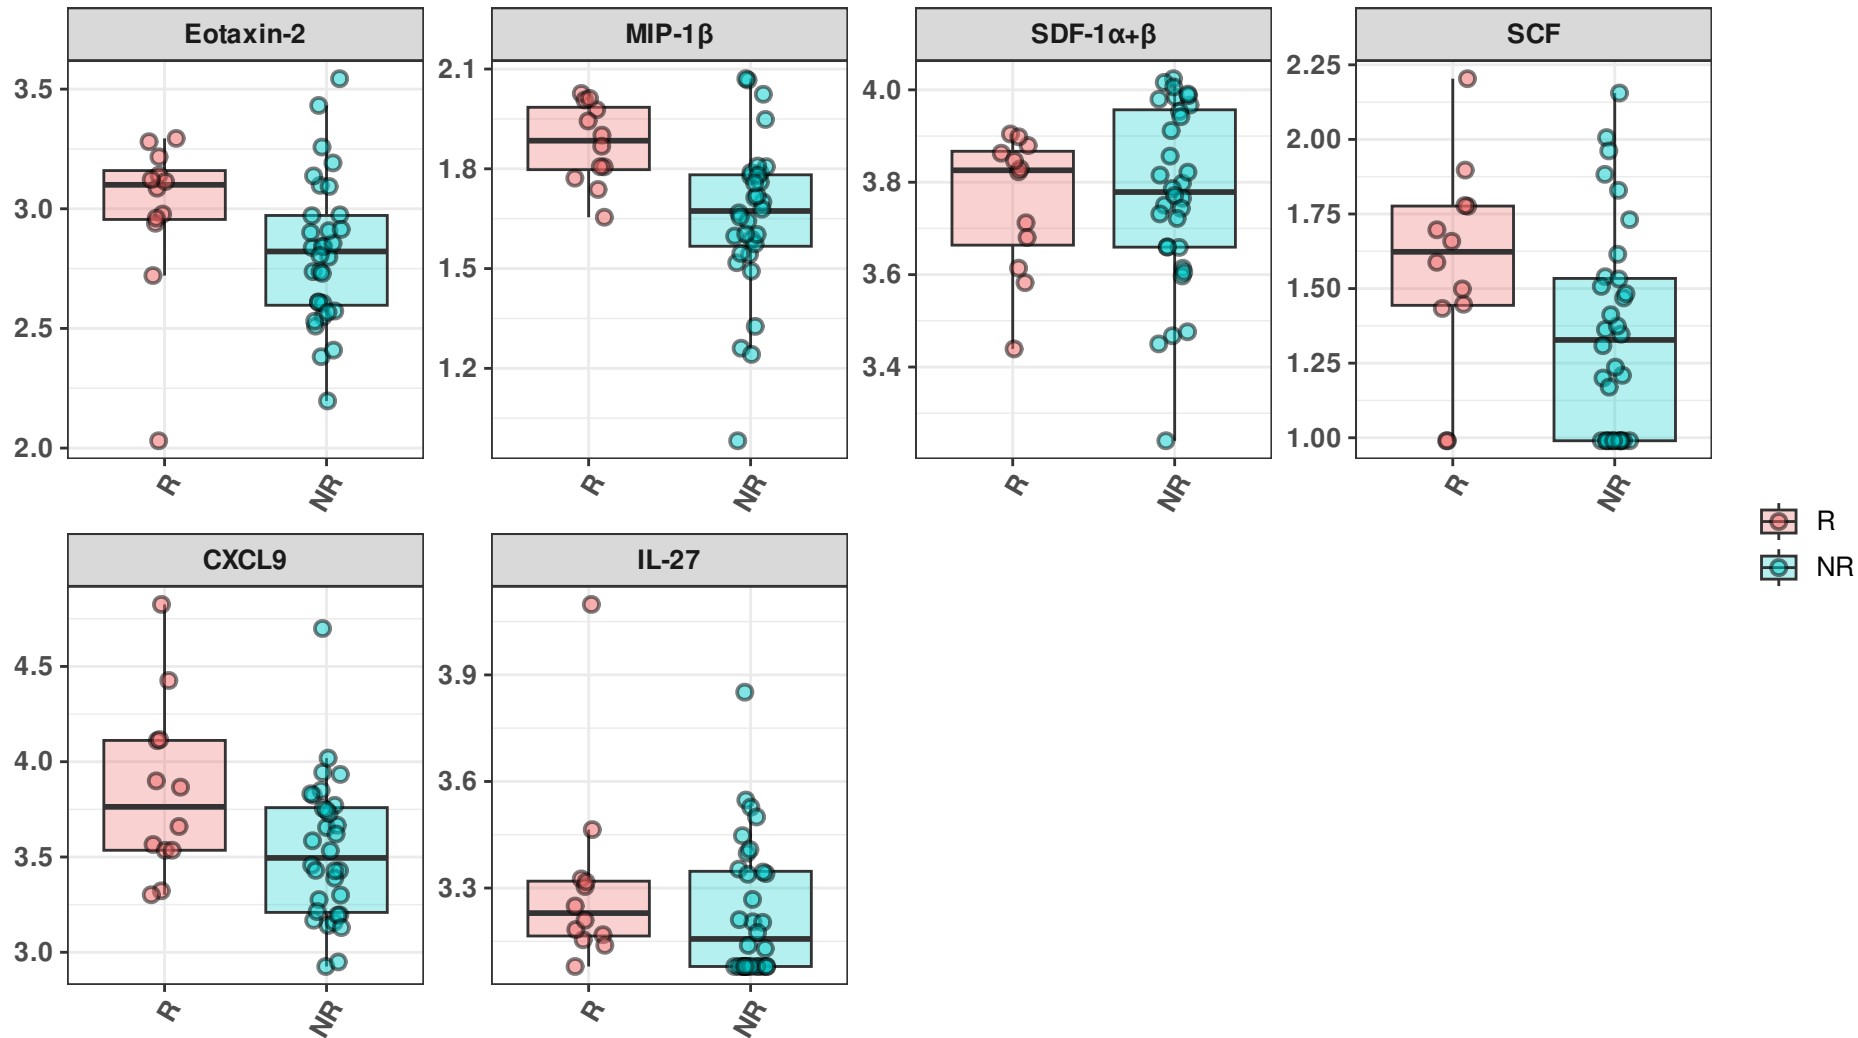 Eotaxin-2
3.5
3.0
2.5
2.0
R
NR
MIP-1β
2.1
1.8
1.5
1.2
R
NR
SDF-1α+β
4.0
3.8
3.6
3.4
R
NR
SCF
2.25
2.00
1.75
1.50
1.25
1.00
R
NR
CXCL9
4.5
4.0
3.5
3.0
R
NR
IL-27
3.9
3.6
3.3
R
NR
R
NR